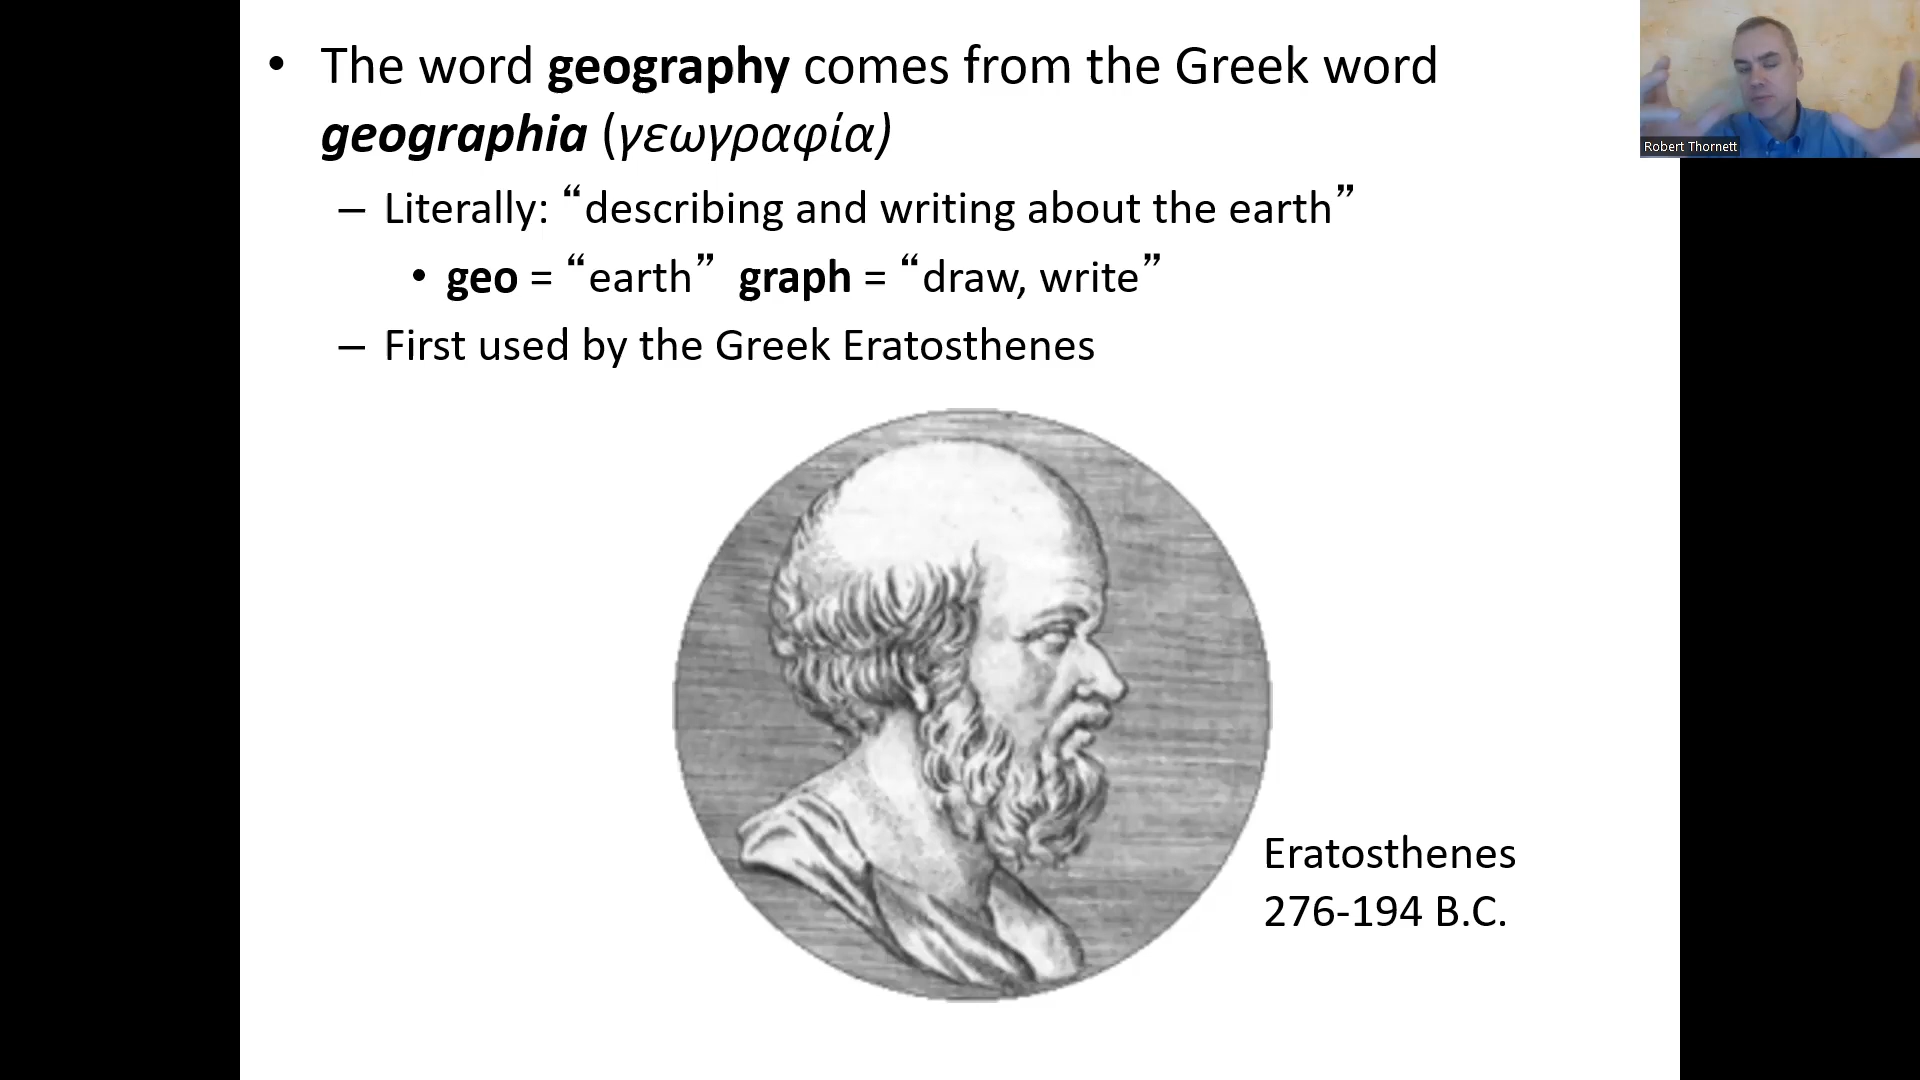 • The word geography comes from the Greek word
geographia (γεωγραφία)
– Literally: “describing and writing about the earth”
• geo = “earth” graph = “draw, write”
– First used by the Greek Eratosthenes
Eratosthenes
276-194 B.C.
Robert Thornett